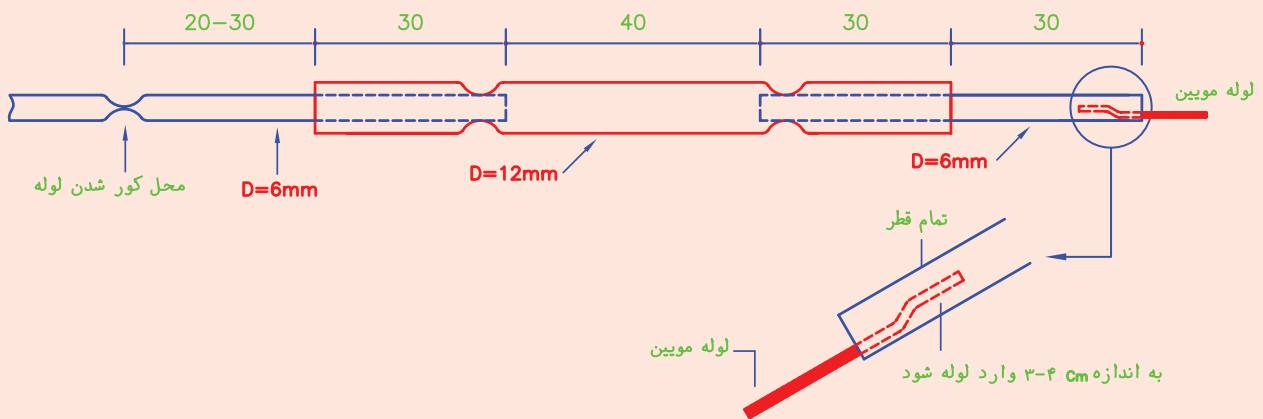 20-30
30
40
30
30
لوله مویین
محل کور شدن لوله
D=6mm
D=12mm
D=6mm
تمام قطر
لوله مویین
به اندازه ۳-۴ cm وارد لوله شود